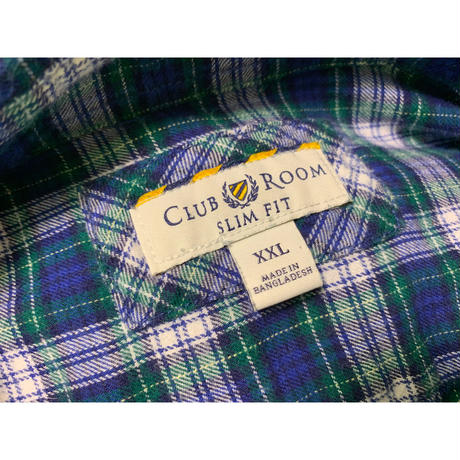 CLUB ROOM
SLIM FIT
XXL
MADE IN
BANGLADESH